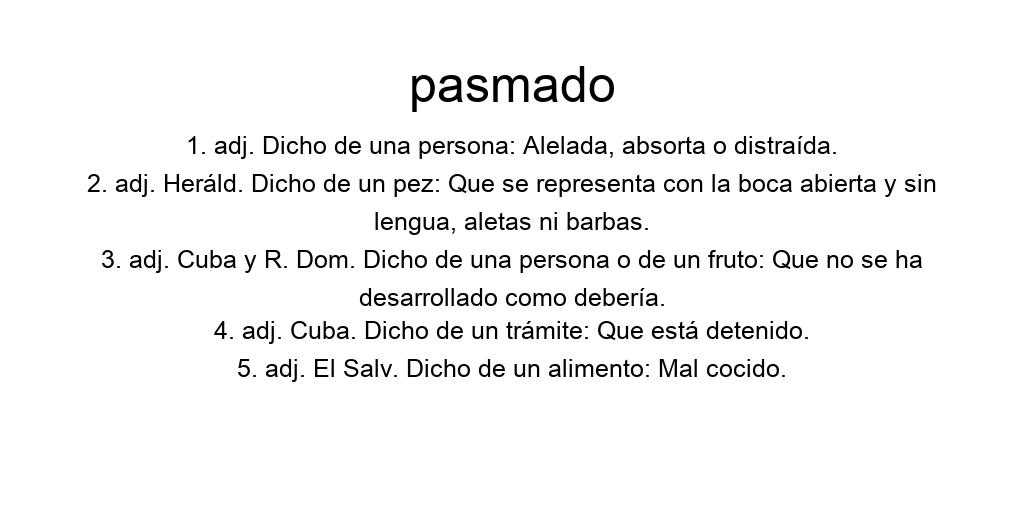 pasmado
1. adj. Dicho de una persona: Alelada, absorta o distraída.
2. adj. Heráld. Dicho de un pez: Que se representa con la boca abierta y sin
lengua, aletas ni barbas.
3. adj. Cuba y R. Dom. Dicho de una persona o de un fruto: Que no se ha
desarrollado como debería.
4. adj. Cuba. Dicho de un trámite: Que está detenido.
5. adj. El Salv. Dicho de un alimento: Mal cocido.